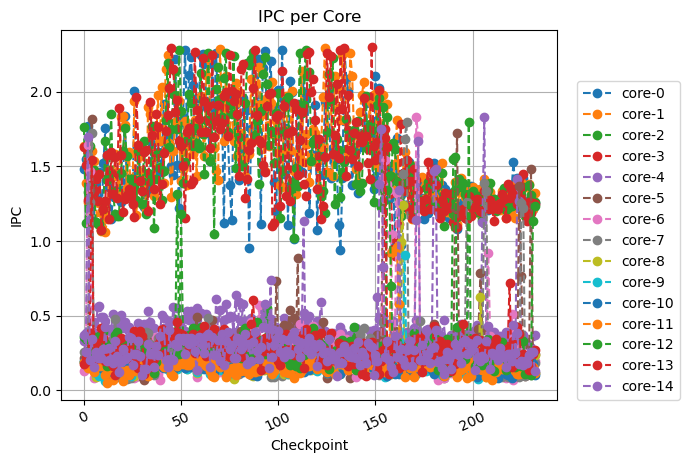 IPC per Core
IPC
2.0
1.5
1.0
0.5
0.0
0
50
100
150
200
Checkpoint
core-0
core-1
core-2
core-3
core-4
core-5
core-6
core-7
core-8
core-9
core-10
core-11
core-12
core-13
core-14